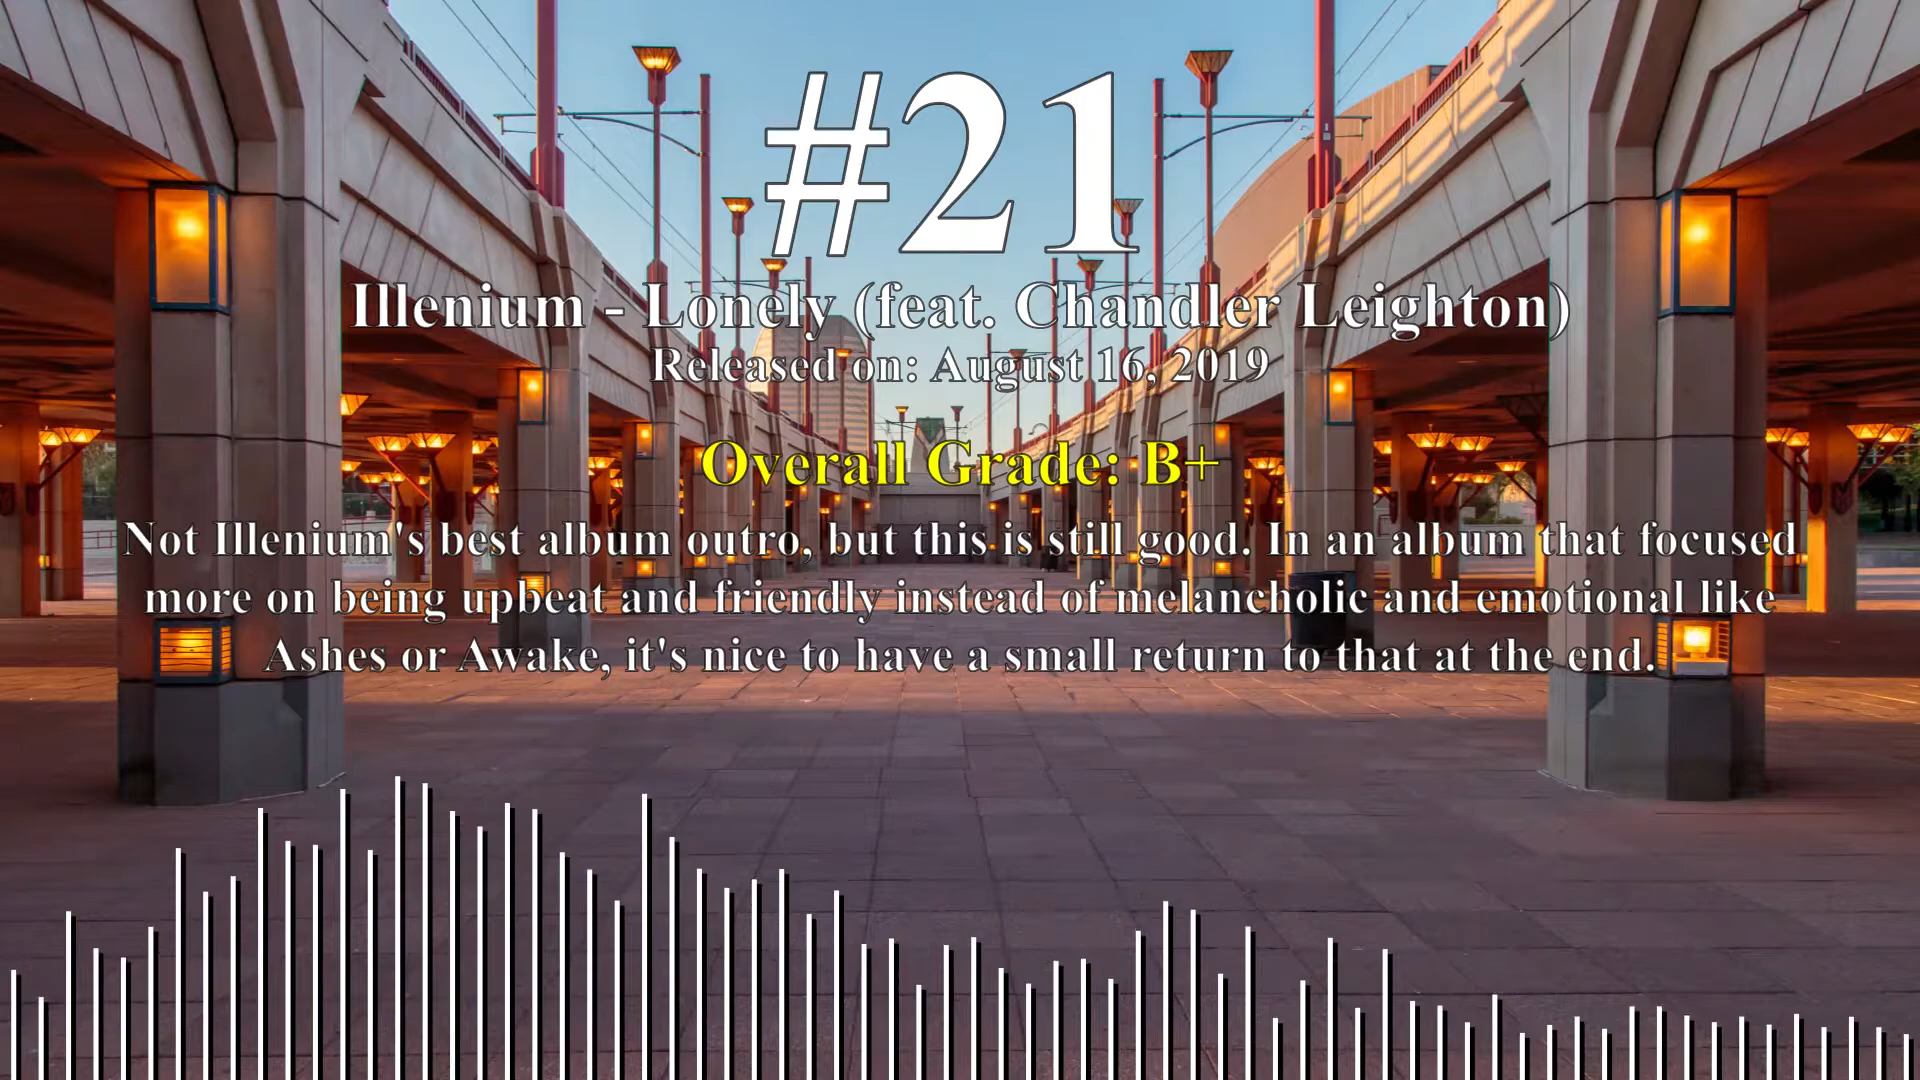 #21
Illenium - Lonely (feat. Chandler Leighton)
Released on: August 16, 2019
Overall Grade: B+
Not Illenium's best album outro, but this is still good. In an album that focused
more on being upbeat and friendly instead of melancholic and emotional like
Ashes or Awake, it's nice to have a small return to that at the end.